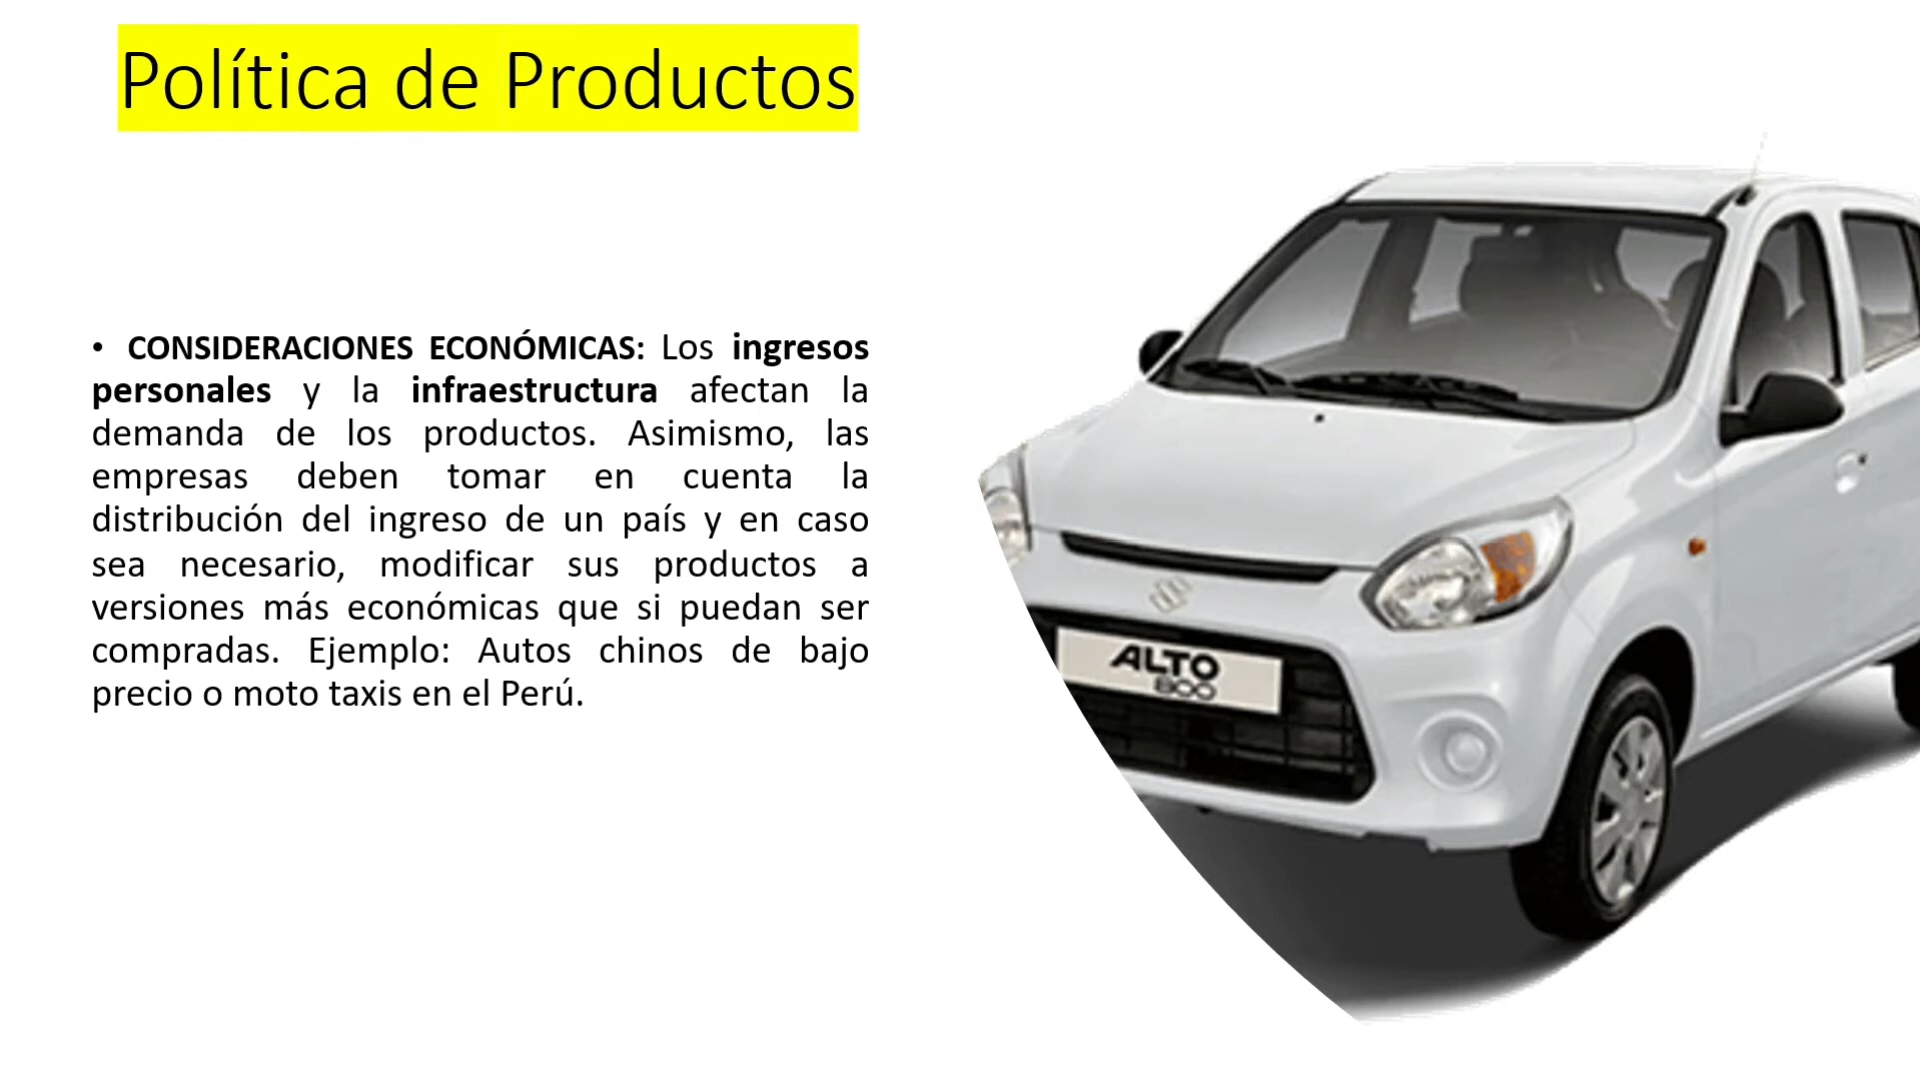 Política de Productos
• CONSIDERACIONES ECONÓMICAS: Los ingresos
personales y la infraestructura afectan la
demanda de los productos. Asimismo, las
empresas deben tomar en cuenta la
distribución del ingreso de un país y en caso
sea necesario, modificar sus productos a
versiones más económicas que si puedan ser
compradas. Ejemplo: Autos chinos de bajo
precio o moto taxis en el Perú.
ALTO
800